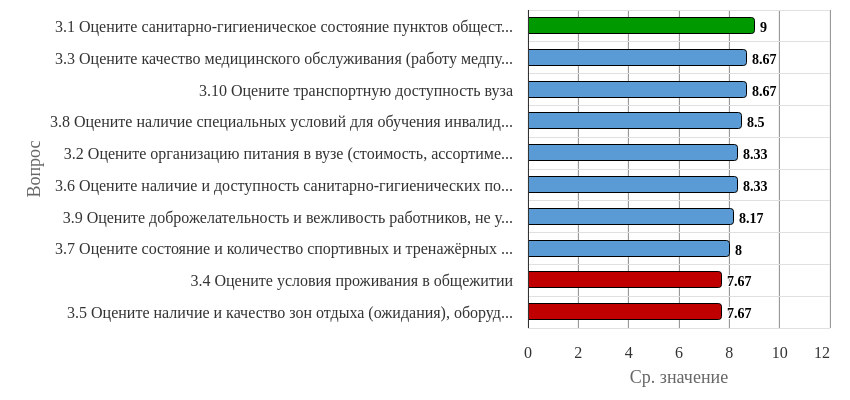 3.1 Оцените санитарно-гигиеническое состояние пунктов общест... 9
3.3 Оцените качество медицинского обслуживания (работу медпу... 8.67
3.10 Оцените транспортную доступность вуза 8.67
3.8 Оцените наличие специальных условий для обучения инвалид... 8.5
3.2 Оцените организацию питания в вузе (стоимость, ассортиме... 8.33
3.6 Оцените наличие и доступность санитарно-гигиенических по... 8.33
3.9 Оцените доброжелательность и вежливость работников, не у... 8.17
3.7 Оцените состояние и количество спортивных и тренажёрных ... 8
3.4 Оцените условия проживания в общежитии 7.67
3.5 Оцените наличие и качество зон отдыха (ожидания), оборуд... 7.67
Вопрос
0 2 4 6 8 10 12
Ср. значение